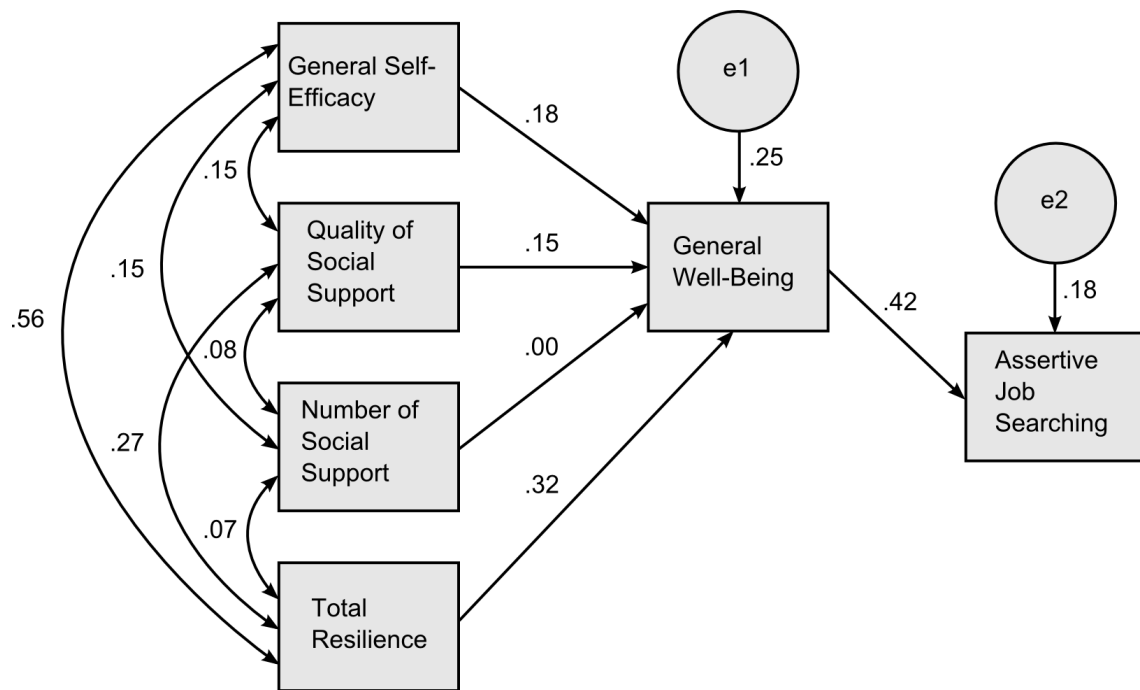 General Self-
Efficacy
e1
.18
.25
.15
e2
Quality of
Social
Support
.15
General
Well-Being
.15
.18
.56
.42
.08
.00
Assertive
Job
Searching
Number of
Social
Support
.27
.32
.07
Total
Resilience